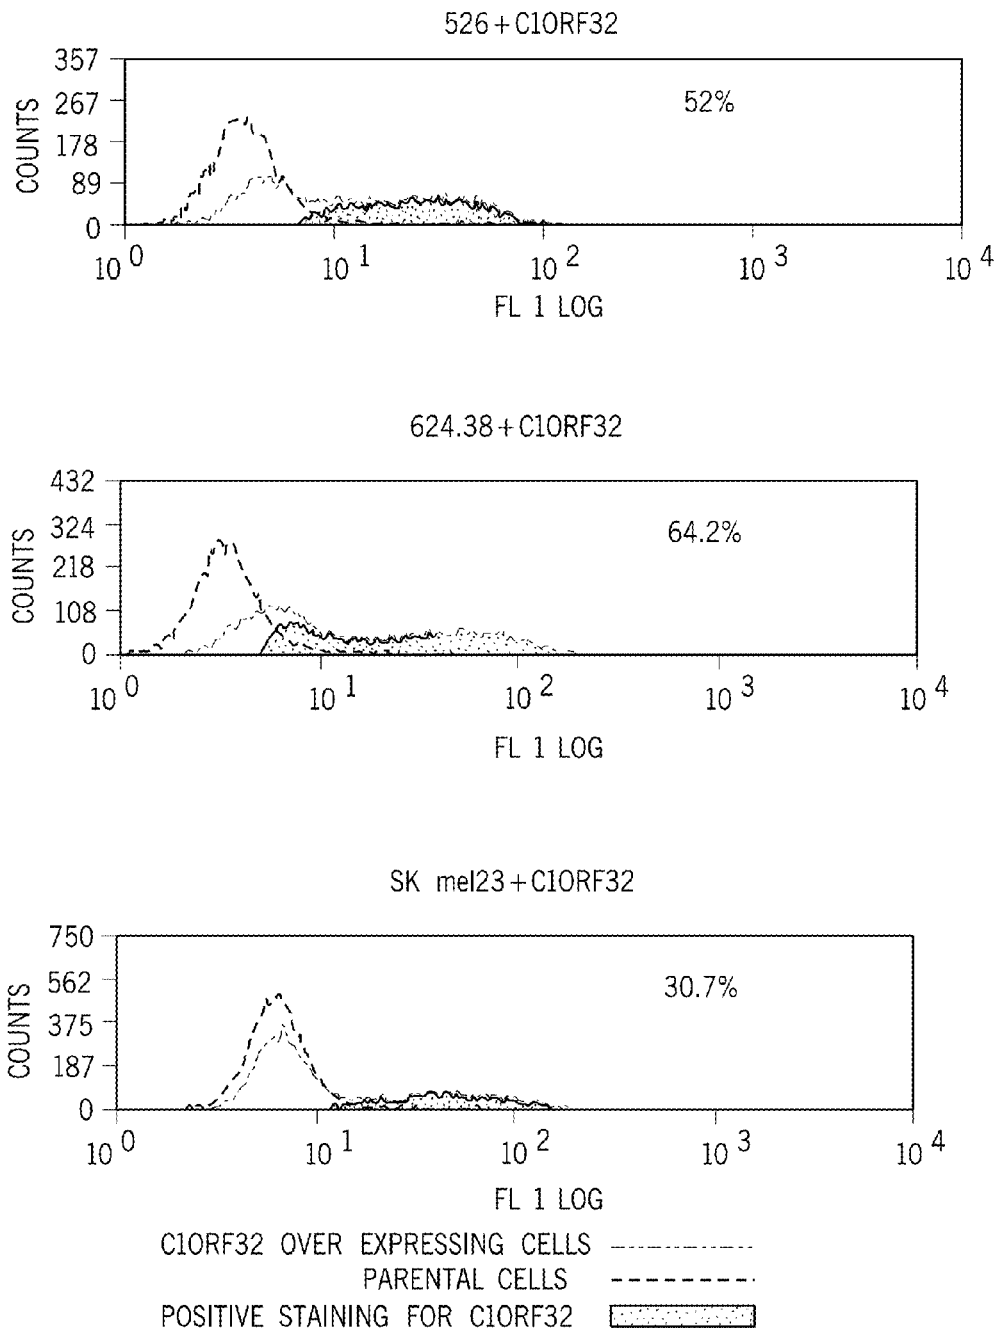 526+C1ORF32
357
267
178
89
0
COUNTS
52%
10^0 10^1 10^2 10^3 10^4
FL 1 LOG
624.38+C1ORF32
432
324
218
108
0
COUNTS
64.2%
10^0 10^1 10^2 10^3 10^4
FL 1 LOG
SK mel23+C1ORF32
750
562
375
187
0
COUNTS
30.7%
10^0 10^1 10^2 10^3 10^4
FL 1 LOG
C1ORF32 OVER EXPRESSING CELLS
PARENTAL CELLS
POSITIVE STAINING FOR C1ORF32